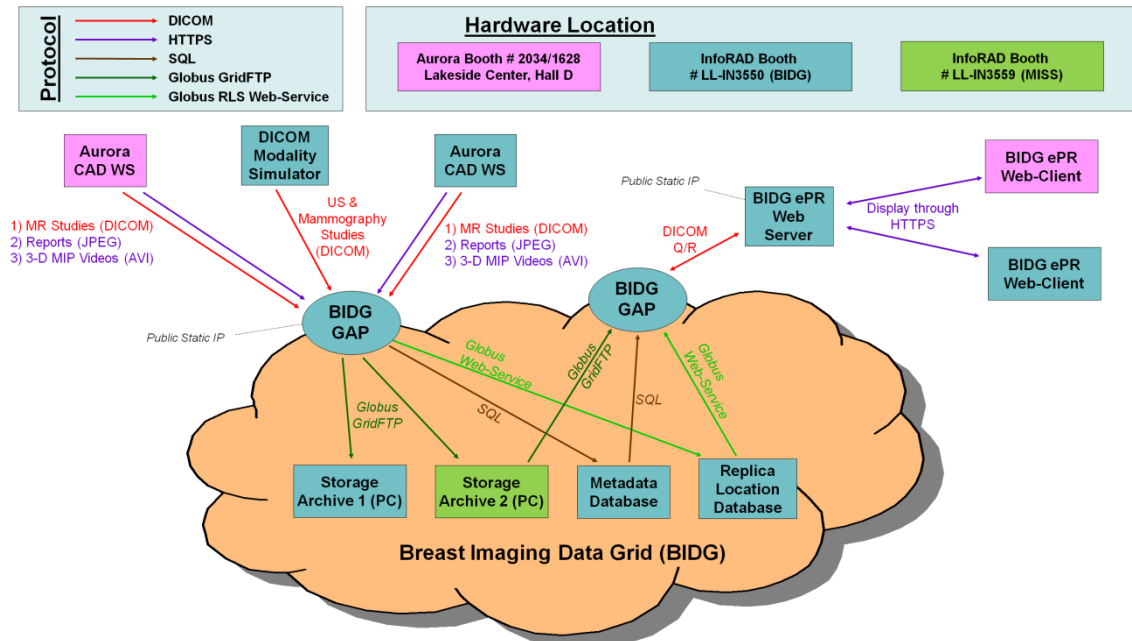 Protocol
DICOM
HTTPS
SQL
Globus GridFTP
Globus RLS Web-Service
Hardware Location
Aurora Booth # 2034/1628
Lakeside Center, Hall D
InfoRAD Booth
# LL-IN3550 (BIDG)
InfoRAD Booth
# LL-IN3559 (MISS)
Aurora
CAD WS
DICOM
Modality
Simulator
Aurora
CAD WS
1) MR Studies (DICOM)
2) Reports (JPEG)
3) 3-D MIP Videos (AVI)
US &
Mammography
Studies
(DICOM)
1) MR Studies (DICOM)
2) Reports (JPEG)
3) 3-D MIP Videos (AVI)
Public Static IP
BIDG ePR
Web
Server
DICOM
Q/R
Display through
HTTPS
BIDG ePR
Web-Client
BIDG ePR
Web-Client
BIDG
GAP
Public Static IP
BIDG
GAP
Globus
GridFTP
SQL
Globus
Web-Service
Globus
GridFTP
SQL
Globus
Web-Service
Storage
Archive 1 (PC)
Storage
Archive 2 (PC)
Metadata
Database
Replica
Location
Database
Breast Imaging Data Grid (BIDG)